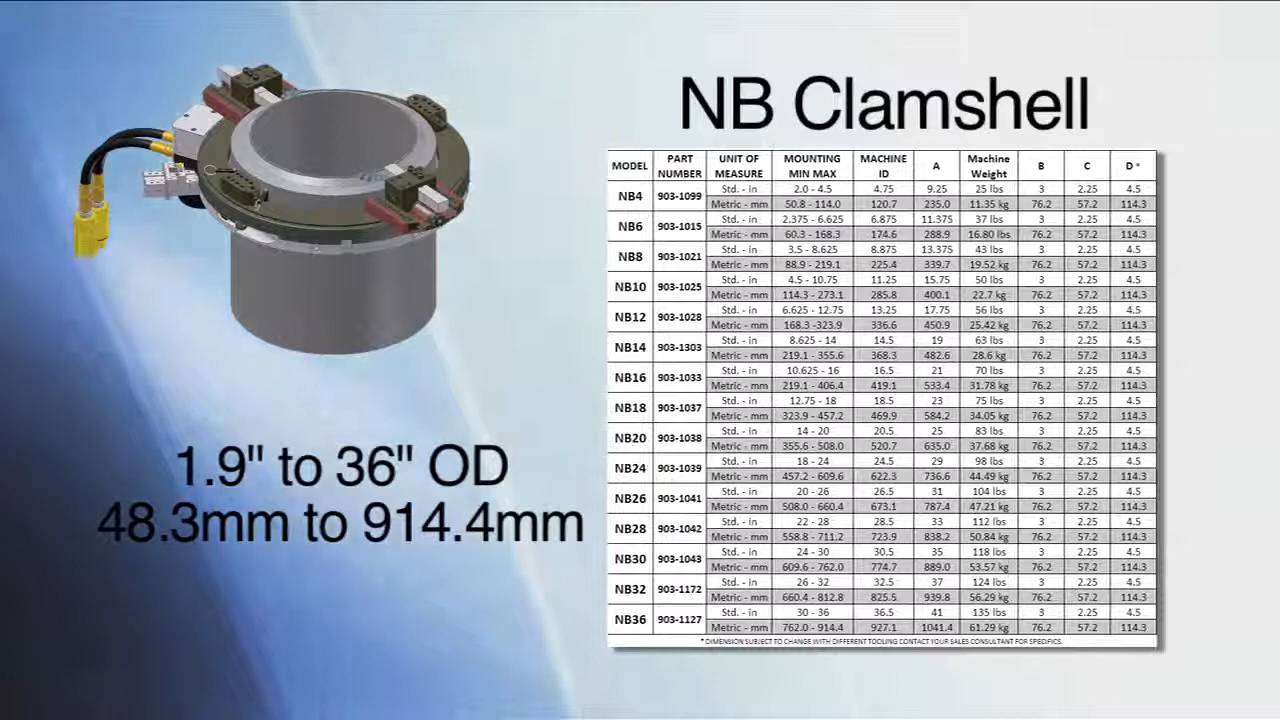 NB Clamshell
MODEL PART NUMBER UNIT OF MEASURE MOUNTING MIN MAX MACHINE ID A Machine Weight B C D *
NB4 903-1099 Std. - in 2.0 - 4.5 4.75 9.25 25 lbs 3 2.25 4.5
Metric - mm 50.8 - 114.0 120.7 235.0 11.35 kg 76.2 57.2 114.3
NB6 903-1015 Std. - in 2.375 - 6.625 6.875 11.375 37 lbs 3 2.25 4.5
Metric - mm 60.3 - 168.3 174.6 288.9 16.80 lbs 76.2 57.2 114.3
NB8 903-1021 Std. - in 3.5 - 8.625 8.875 13.375 43 lbs 3 2.25 4.5
Metric - mm 88.9 - 219.1 225.4 339.7 19.52 kg 76.2 57.2 114.3
NB10 903-1025 Std. - in 4.5 - 10.75 11.25 15.75 50 lbs 3 2.25 4.5
Metric - mm 114.3 - 273.1 285.8 400.1 22.7 kg 76.2 57.2 114.3
NB12 903-1028 Std. - in 6.625 - 12.75 13.25 17.75 56 lbs 3 2.25 4.5
Metric - mm 168.3 -323.9 336.6 450.9 25.42 kg 76.2 57.2 114.3
NB14 903-1303 Std. - in 8.625 - 14 14.5 19 63 lbs 3 2.25 4.5
Metric - mm 219.1 - 355.6 368.3 482.6 28.6 kg 76.2 57.2 114.3
NB16 903-1033 Std. - in 10.625 - 16 16.5 21 70 lbs 3 2.25 4.5
Metric - mm 219.1 - 406.4 419.1 533.4 31.78 kg 76.2 57.2 114.3
NB18 903-1037 Std. - in 12.75 - 18 18.5 23 75 lbs 3 2.25 4.5
Metric - mm 323.9 - 457.2 469.9 584.2 34.05 kg 76.2 57.2 114.3
NB20 903-1038 Std. - in 14 - 20 20.5 25 83 lbs 3 2.25 4.5
Metric - mm 355.6 - 508.0 520.7 635.0 37.68 kg 76.2 57.2 114.3
NB24 903-1039 Std. - in 18 - 24 24.5 29 98 lbs 3 2.25 4.5
Metric - mm 457.2 - 609.6 622.3 736.6 44.49 kg 76.2 57.2 114.3
NB26 903-1041 Std. - in 20 - 26 26.5 31 104 lbs 3 2.25 4.5
Metric - mm 508.0 - 660.4 673.1 787.4 47.21 kg 76.2 57.2 114.3
NB28 903-1042 Std. - in 22 - 28 28.5 33 112 lbs 3 2.25 4.5
Metric - mm 558.8 - 711.2 723.9 838.2 50.84 kg 76.2 57.2 114.3
NB30 903-1043 Std. - in 24 - 30 30.5 35 118 lbs 3 2.25 4.5
Metric - mm 609.6 - 762.0 774.7 889.0 53.57 kg 76.2 57.2 114.3
NB32 903-1172 Std. - in 26 - 32 32.5 37 124 lbs 3 2.25 4.5
Metric - mm 660.4 - 812.8 825.5 939.8 56.29 kg 76.2 57.2 114.3
NB36 903-1127 Std. - in 30 - 36 36.5 41 135 lbs 3 2.25 4.5
Metric - mm 762.0 - 914.4 927.1 1041.4 61.29 kg 76.2 57.2 114.3
* DIMENSION SUBJECT TO CHANGE WITH DIFFERENT TOOLING CONTACT YOUR SALES CONSULTANT FOR SPECIFICS.
1.9" to 36" OD
48.3mm to 914.4mm